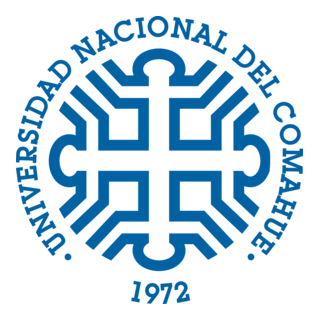 · UNIVERSIDAD NACIONAL DEL COMAHUE ·
1972